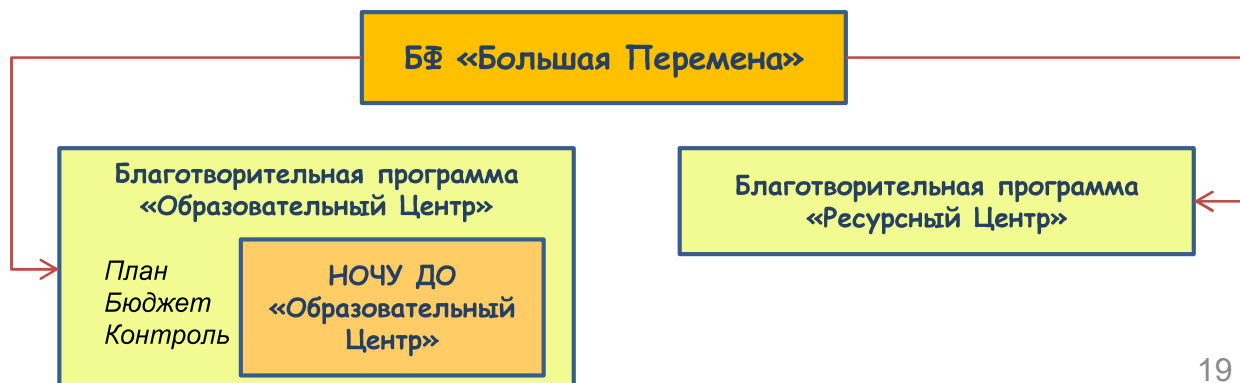 БФ «Большая Перемена»
Благотворительная программа
«Образовательный Центр»
План
Бюджет
Контроль
НОЧУ ДО
«Образовательный
Центр»
Благотворительная программа
«Ресурсный Центр»
19